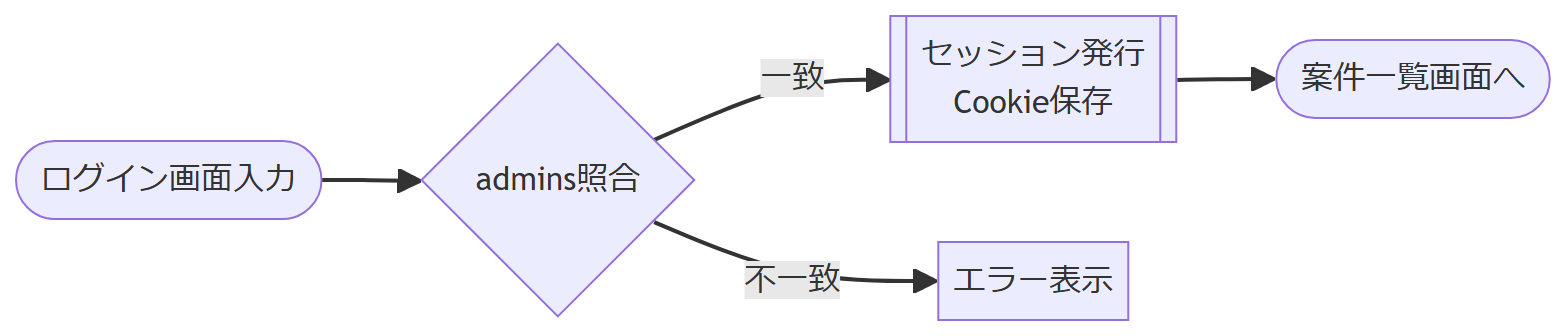 ログイン画面入力
admins照合
一致
セッション発行
Cookie保存
案件一覧画面へ
不一致
エラー表示